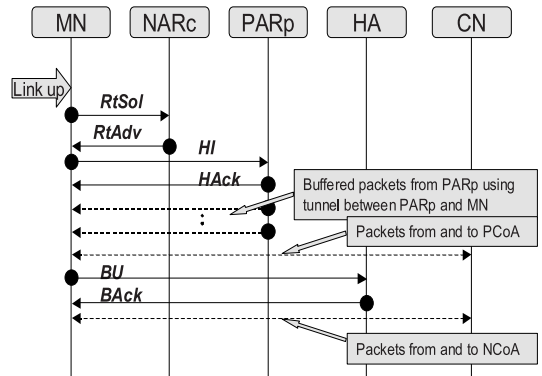 MN NARc PARp HA CN
Link up
RtSol
RtAdv
HI
HAck
Buffered packets from PARp using
tunnel between PARp and MN
:
Packets from and to PCoA
BU
BAck
Packets from and to NCoA